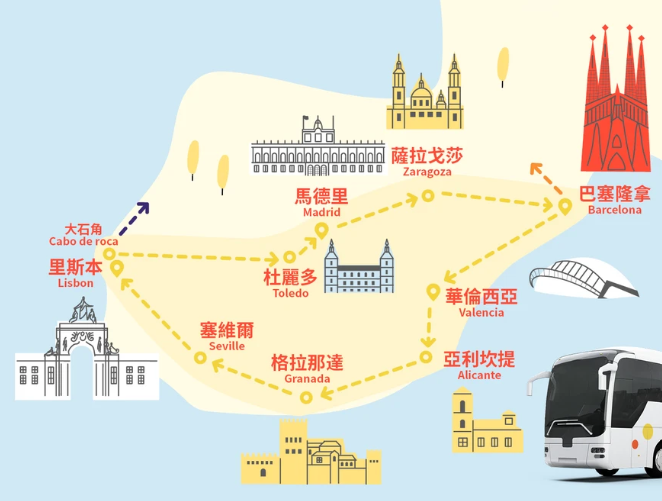 薩拉戈莎
Zaragoza
馬德里
Madrid
巴塞隆拿
Barcelona
大石角
Cabo de roca
里斯本
Lisbon
杜麗多
Toledo
華倫西亞
Valencia
塞維爾
Seville
格拉那達
Granada
亞利坎提
Alicante